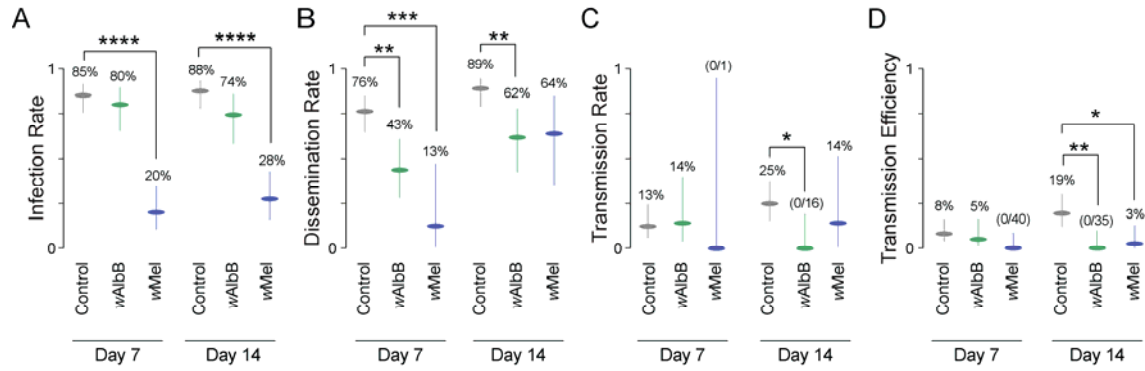 A
Infection Rate
1
0
****
85%
80%
20%
****
88%
74%
28%
Control
wAlbB
wMel
Control
wAlbB
wMel
Day 7
Day 14
B
Dissemination Rate
1
0
***
**
76%
43%
13%
**
89%
62%
64%
Control
wAlbB
wMel
Control
wAlbB
wMel
Day 7
Day 14
C
Transmission Rate
1
0
13%
14%
(0/1)
*
25%
(0/16)
14%
Control
wAlbB
wMel
Control
wAlbB
wMel
Day 7
Day 14
D
Transmission Efficiency
1
0
8%
5%
(0/40)
*
**
19%
(0/35)
3%
Control
wAlbB
wMel
Control
wAlbB
wMel
Day 7
Day 14